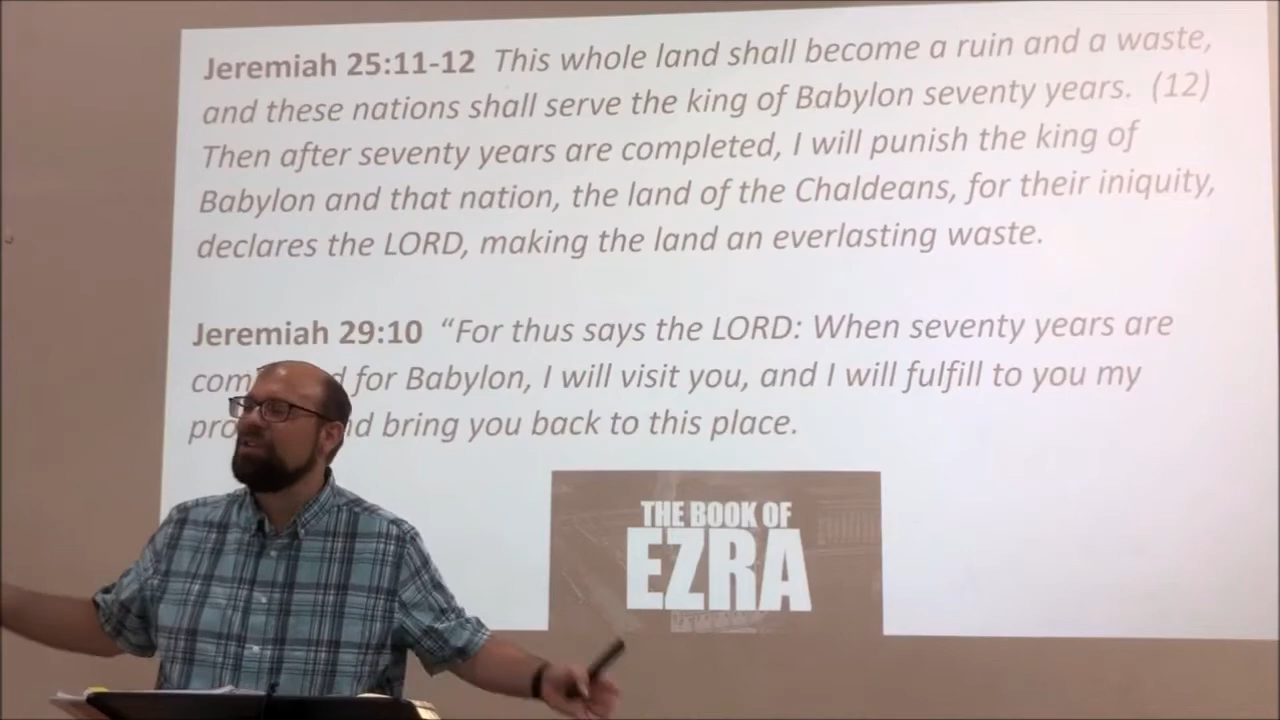 Jeremiah 25:11-12 This whole land shall become a ruin and a waste,
and these nations shall serve the king of Babylon seventy years. (12)
Then after seventy years are completed, I will punish the king of
Babylon and that nation, the land of the Chaldeans, for their iniquity,
declares the LORD, making the land an everlasting waste.
Jeremiah 29:10 “For thus says the LORD: When seventy years are
for Babylon, I will visit you, and I will fulfill to you my
bring you back to this place.
THE BOOK OF
EZRA